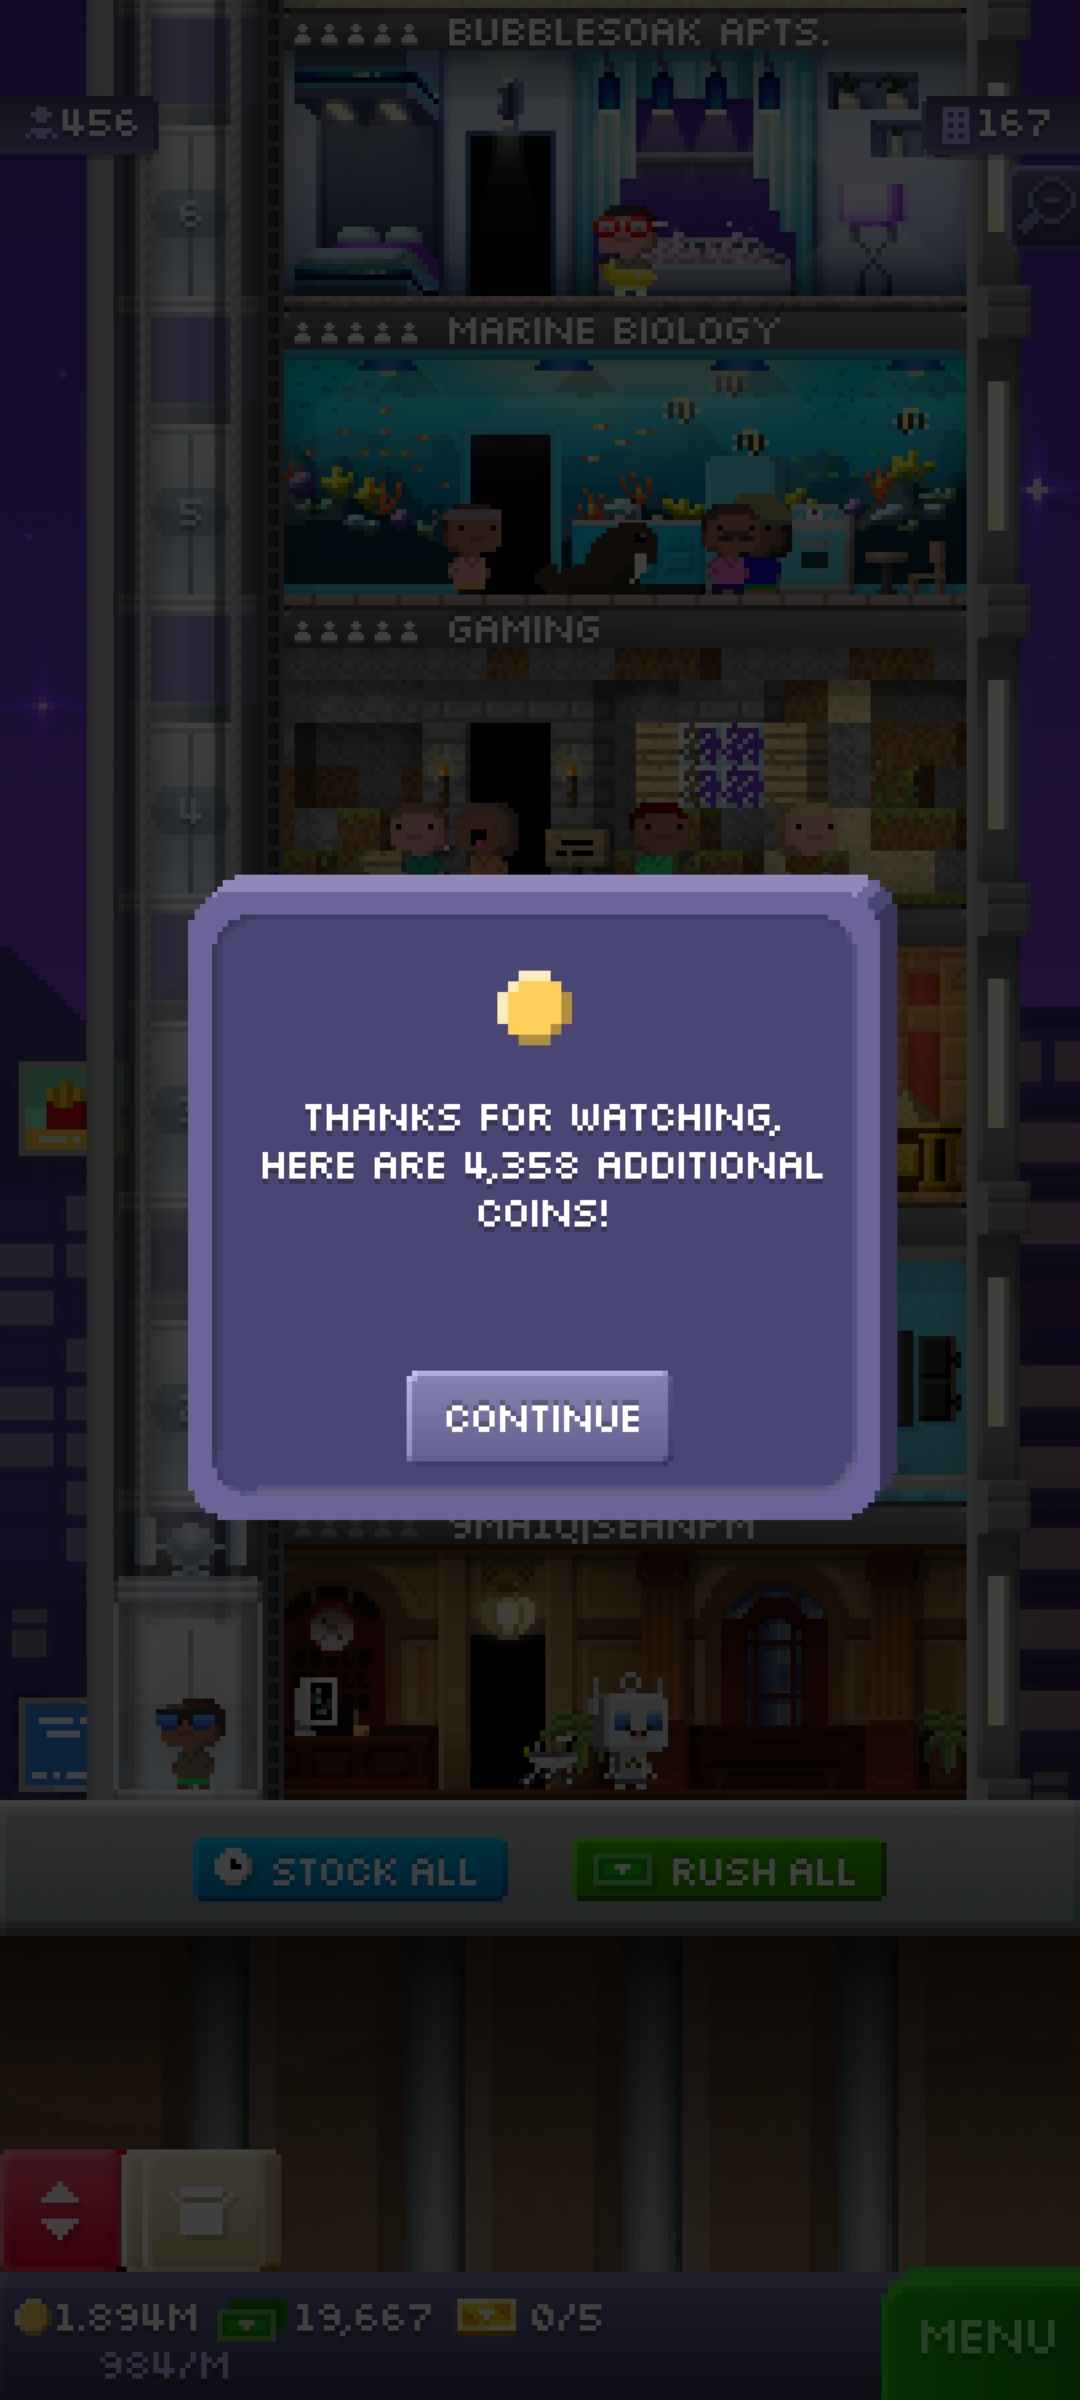 BUBBLESOAK APTS.
456
167
6
MARINE BIOLOGY
5
GAMING
4
THANKS FOR WATCHING,
HERE ARE 4,358 ADDITIONAL
COINS!
CONTINUE
STOCK ALL
RUSH ALL
1.894M
19,667
0/5
984/M
MENU